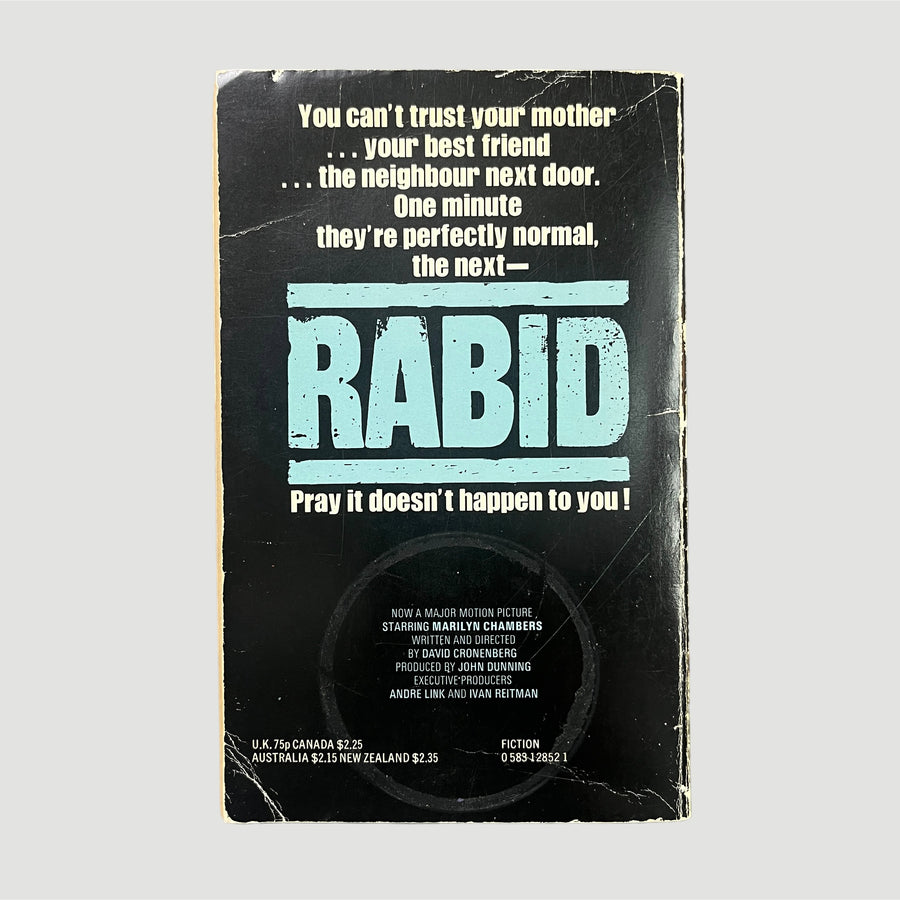 You can't trust your mother
... your best friend
... the neighbour next door.
One minute
they're perfectly normal,
the next—
RABID
Pray it doesn't happen to you!
NOW A MAJOR MOTION PICTURE
STARRING MARILYN CHAMBERS
WRITTEN AND DIRECTED
BY DAVID CRONENBERG
PRODUCED BY JOHN DUNNING
EXECUTIVE PRODUCERS
ANDRE LINK AND IVAN REITMAN
U.K. 75p CANADA $2.25
AUSTRALIA $2.15 NEW ZEALAND $2.35
FICTION
0 583 12852 1